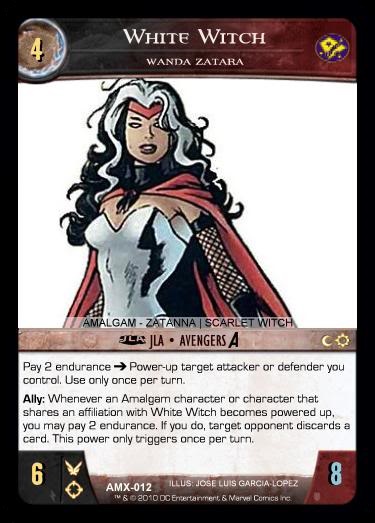 4
WHITE WITCH
WANDA ZATARA
AMALGAM - ZATANNA | SCARLET WITCH
JLA JLA • AVENGERS A
Pay 2 endurance ➔ Power-up target attacker or defender you
control. Use only once per turn.
Ally: Whenever an Amalgam character or character that
shares an affiliation with White Witch becomes powered up,
you may pay 2 endurance. If you do, target opponent discards a
card. This power only triggers once per turn.
6
AMX-012
ILLUS: JOSE LUIS GARCIA-LOPEZ
™ & © 2010 DC Entertainment & Marvel Comics Inc.
8